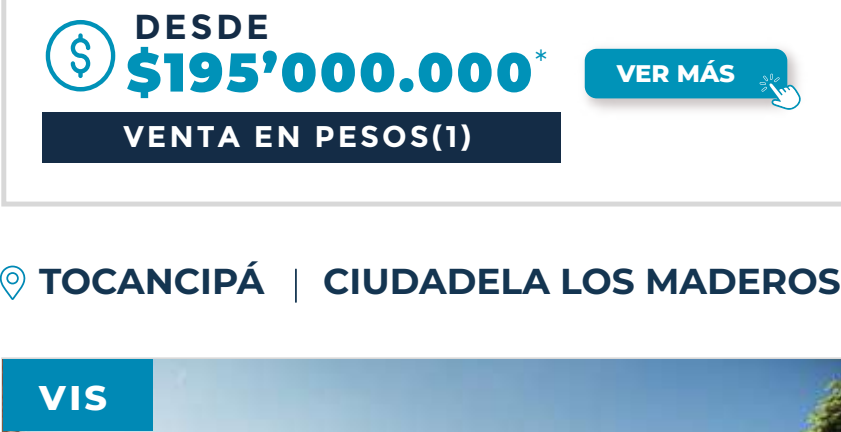 DESDE
$195’000.000*
VER MÁS
VENTA EN PESOS(1)
TOCANCIPÁ | CIUDADELA LOS MADEROS
VIS